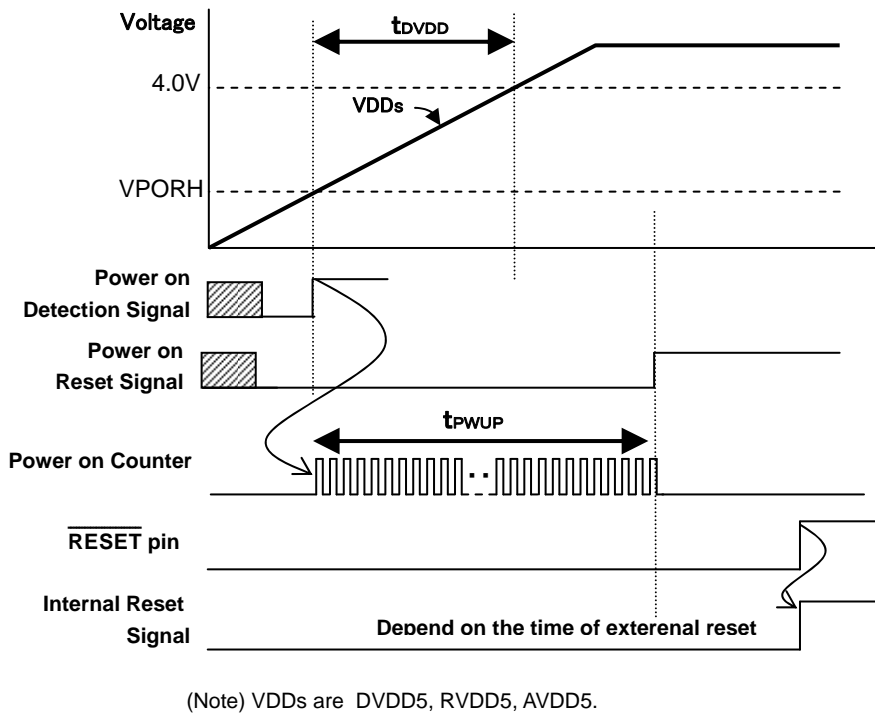 Voltage
tDVDD
4.0V
VDDs
VPORH
Power on
Detection Signal
Power on
Reset Signal
tPWUP
Power on Counter
RESET pin
Internal Reset
Signal
Depend on the time of exterenal reset
(Note) VDDs are DVDD5, RVDD5, AVDD5.